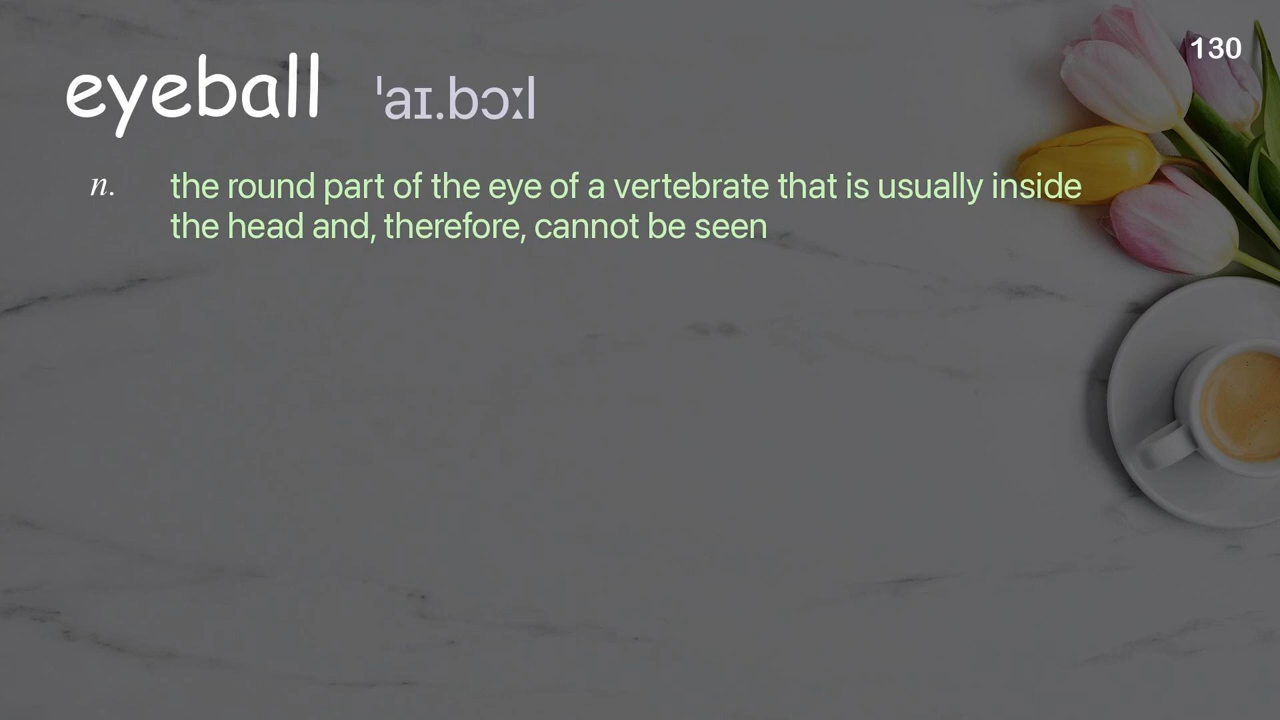 130
eyeball ˈaɪ.bɔːl
n. the round part of the eye of a vertebrate that is usually inside
the head and, therefore, cannot be seen